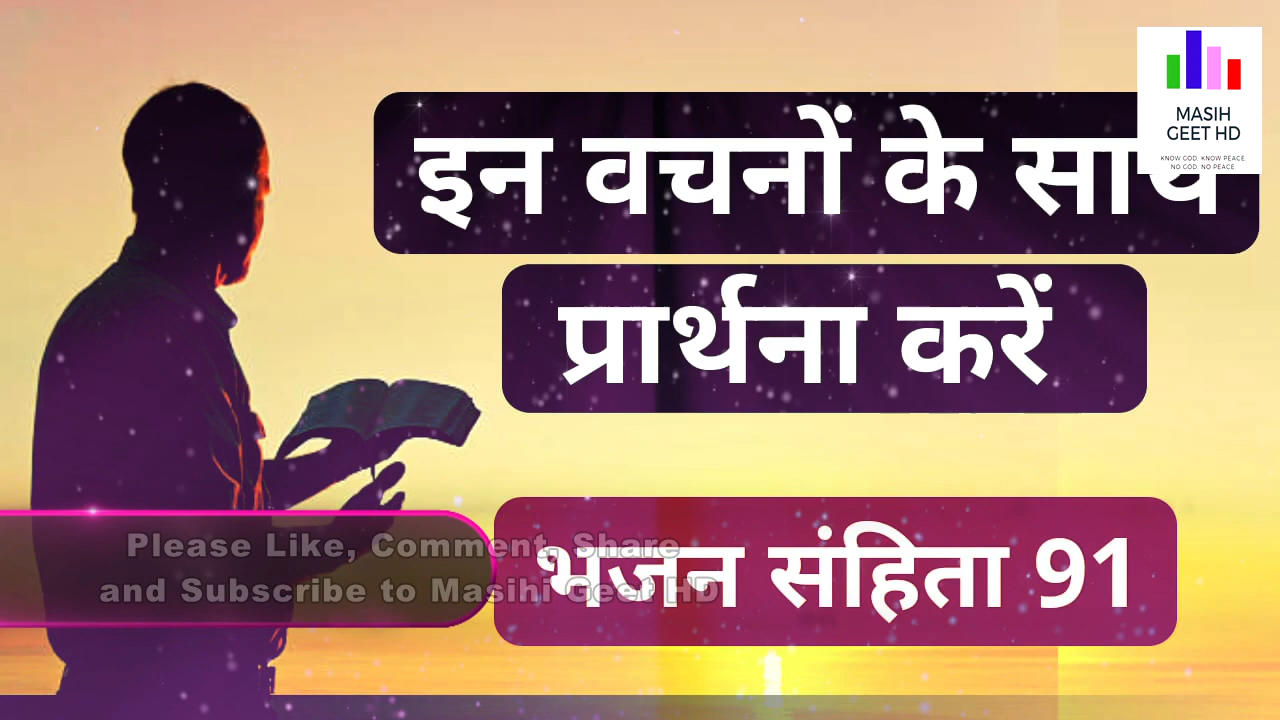 इन वचनों के साथ
MASIH
GEET HD
KNOW GOD. KNOW PEACE
NO GOD. NO PEACE
प्रार्थना करें
भजन संहिता 91
Please Like, Comment, Share
and Subscribe to Masihi Geet HD